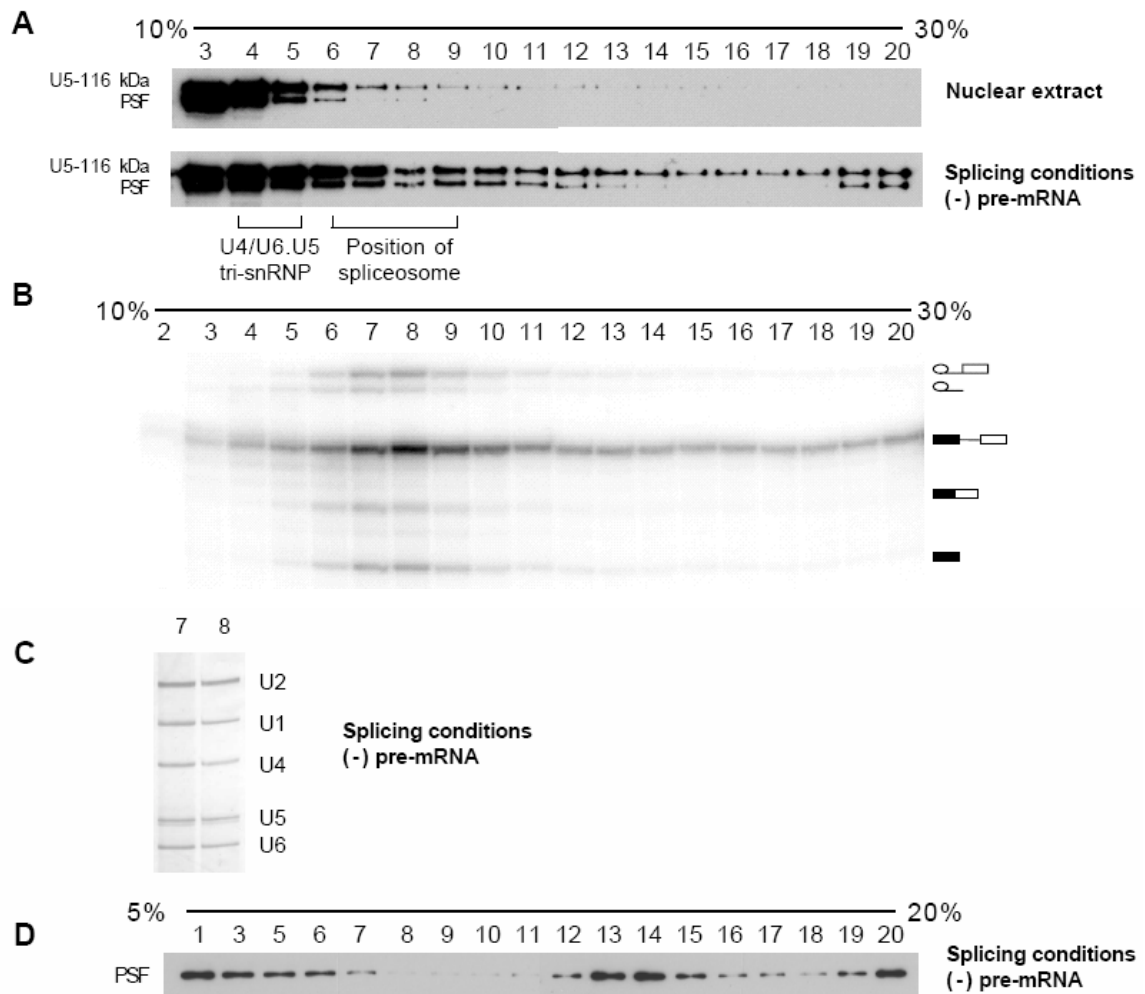 A
10% 30%
3 4 5 6 7 8 9 10 11 12 13 14 15 16 17 18 19 20
U5-116 kDa
PSF
Nuclear extract
U5-116 kDa
PSF
Splicing conditions
(-) pre-mRNA
U4/U6.U5
tri-snRNP
Position of
spliceosome
B
10% 30%
2 3 4 5 6 7 8 9 10 11 12 13 14 15 16 17 18 19 20
C
7 8
U2
U1
U4
U5
U6
Splicing conditions
(-) pre-mRNA
5% 20%
D
1 3 5 6 7 8 9 10 11 12 13 14 15 16 17 18 19 20
PSF
Splicing conditions
(-) pre-mRNA